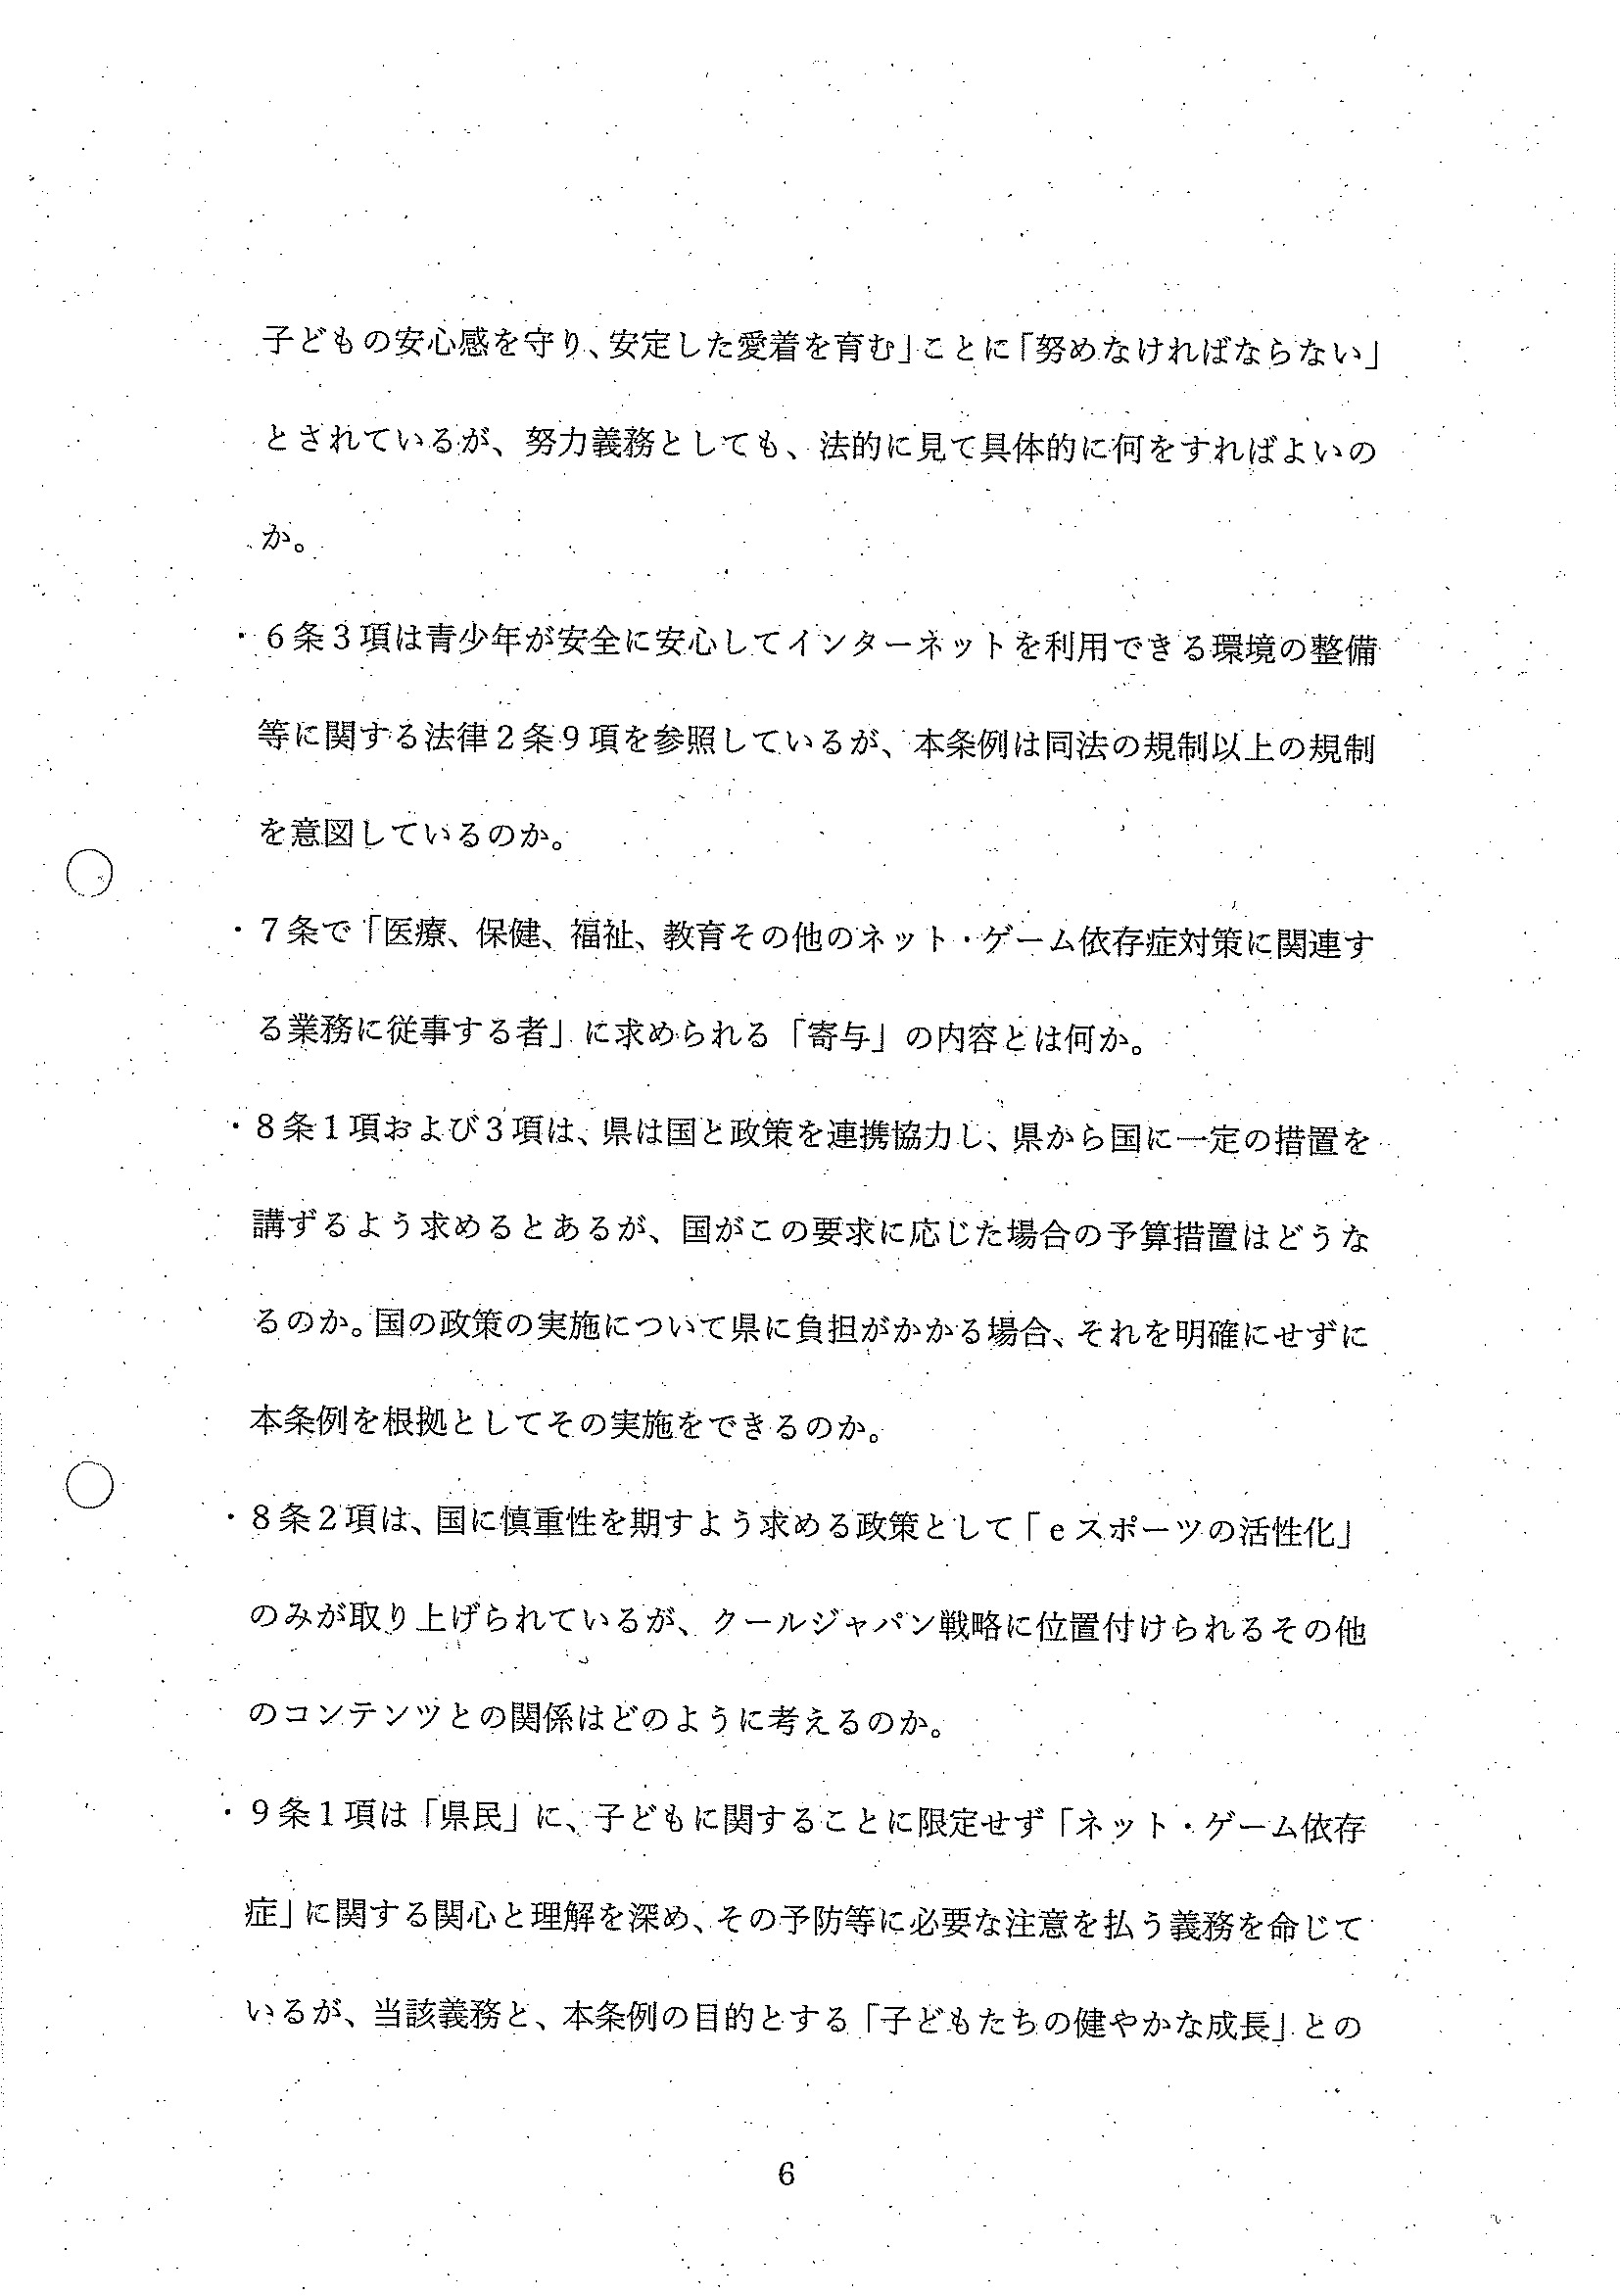 子どもの安心感を守り、安定した愛着を育む」ことに「努めなければならない」
とされているが、努力義務としても、法的に見て具体的に何をすればよいの
か。
・６条３項は青少年が安全に安心してインターネットを利用できる環境の整備
等に関する法律２条９項を参照しているが、本条例は同法の規制以上の規制
を意図しているのか。
・７条で「医療、保健、福祉、教育その他のネット・ゲーム依存症対策に関連す
る業務に従事する者」に求められる「寄与」の内容とは何か。
・８条１項および３項は、県は国と政策を連携協力し、県から国に一定の措置を
講ずるよう求めるとあるが、国がこの要求に応じた場合の予算措置はどうな
るのか。国の政策の実施について県に負担がかかる場合、それを明確にせずに
本条例を根拠としてその実施をできるのか。
・８条２項は、国に慎重性を期すよう求める政策として「ｅスポーツの活性化」
のみが取り上げられているが、クールジャパン戦略に位置付けられるその他
のコンテンツとの関係はどのように考えるのか。
・９条１項は「県民」に、子どもに関することに限定せず「ネット・ゲーム依存
症」に関する関心と理解を深め、その予防等に必要な注意を払う義務を命じて
いるが、当該義務と、本条例の目的とする「子どもたちの健やかな成長」との
6